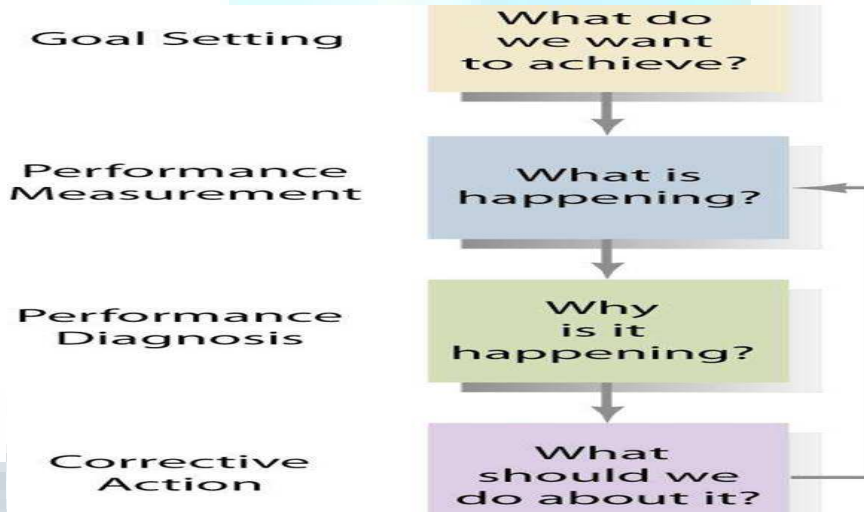 Goal Setting
What do
we want
to achieve?
Performance
Measurement
What is
happening?
Performance
Diagnosis
Why
is it
happening?
Corrective
Action
What
should we
do about it?